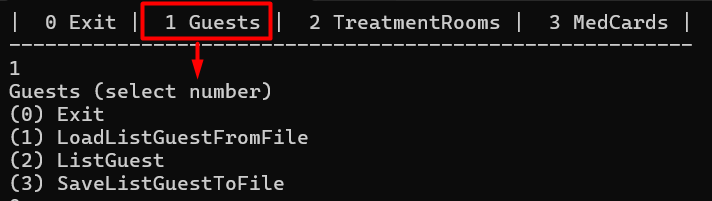 |  0 Exit |  1 Guests |  2 TreatmentRooms |  3 MedCards |
---------------------------------------------------------
1
Guests (select number)
(0) Exit
(1) LoadListGuestFromFile
(2) ListGuest
(3) SaveListGuestToFile